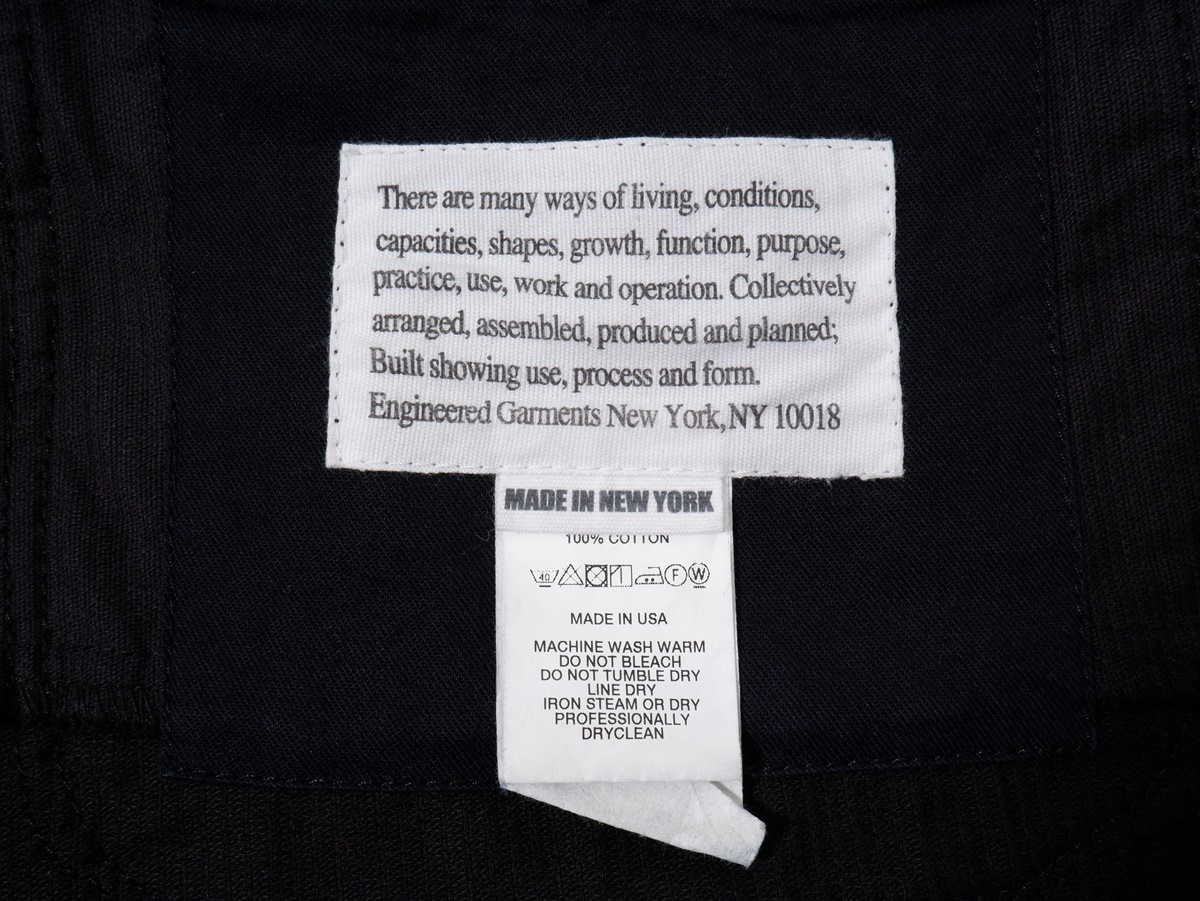 There are many ways of living, conditions,
capacities, shapes, growth, function, purpose,
practice, use, work and operation. Collectively
arranged, assembled, produced and planned;
Built showing use, process and form.
Engineered Garments New York, NY 10018
MADE IN NEW YORK
100% COTTON
40 F W
MADE IN USA
MACHINE WASH WARM
DO NOT BLEACH
DO NOT TUMBLE DRY
LINE DRY
IRON STEAM OR DRY
PROFESSIONALLY
DRYCLEAN